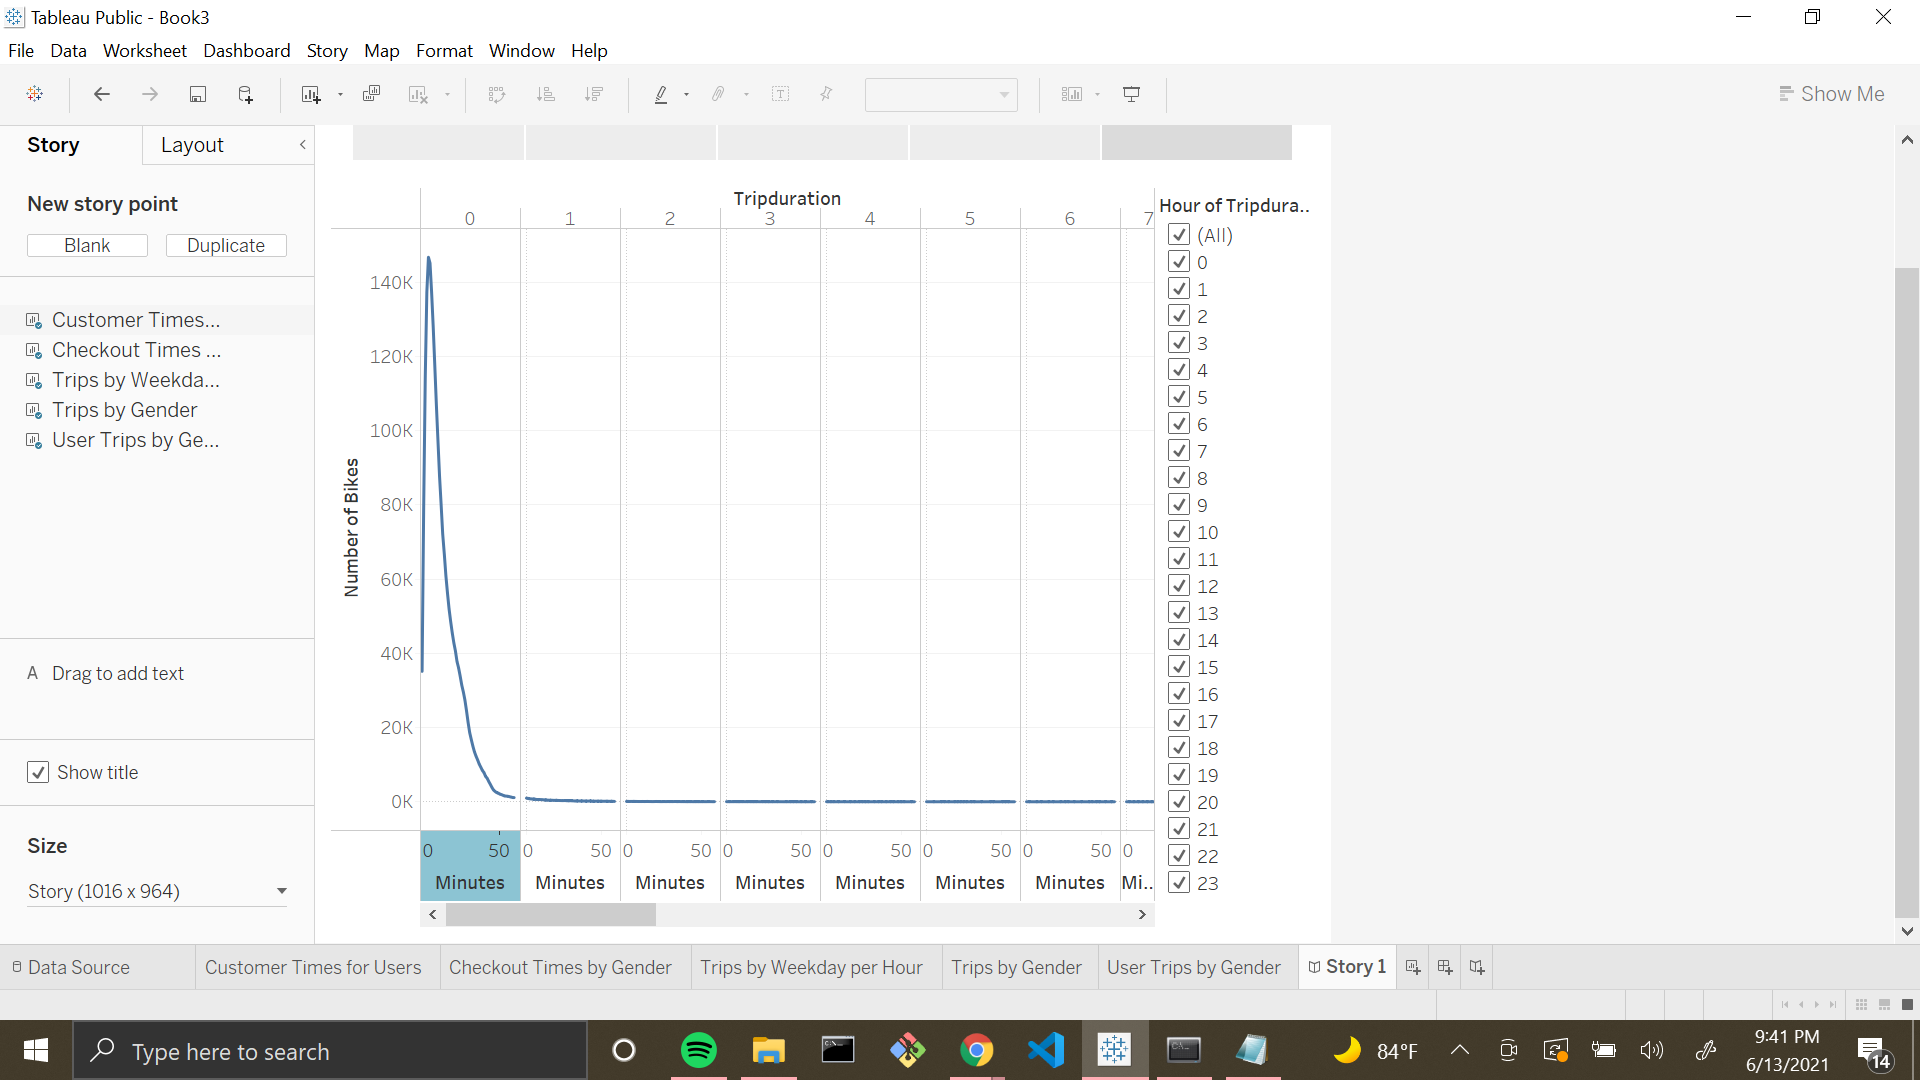 Tableau Public - Book3
File Data Worksheet Dashboard Story Map Format Window Help
Show Me
Story Layout
New story point
Blank Duplicate
Customer Times...
Checkout Times ...
Trips by Weekda...
Trips by Gender
User Trips by Ge...
A Drag to add text
Show title
Size
Story (1016 x 964)
Tripduration
0 1 2 3 4 5 6 7
Number of Bikes
140K
120K
100K
80K
60K
40K
20K
0K
0 50 0 50 0 50 0 50 0 50 0 50 0 50 0
Minutes Minutes Minutes Minutes Minutes Minutes Minutes Mi..
Hour of Tripdura..
(All)
0
1
2
3
4
5
6
7
8
9
10
11
12
13
14
15
16
17
18
19
20
21
22
23
Data Source Customer Times for Users Checkout Times by Gender Trips by Weekday per Hour Trips by Gender User Trips by Gender Story 1
Type here to search
84°F
9:41 PM
6/13/2021
14